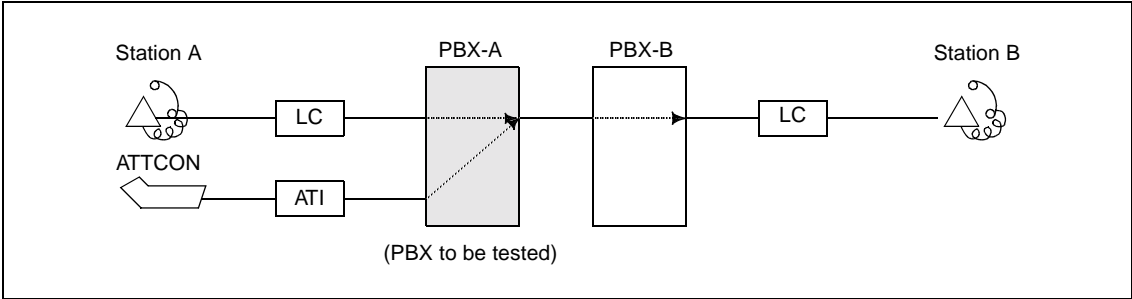 Station A
PBX-A
PBX-B
Station B
LC
LC
ATTCON
ATI
(PBX to be tested)